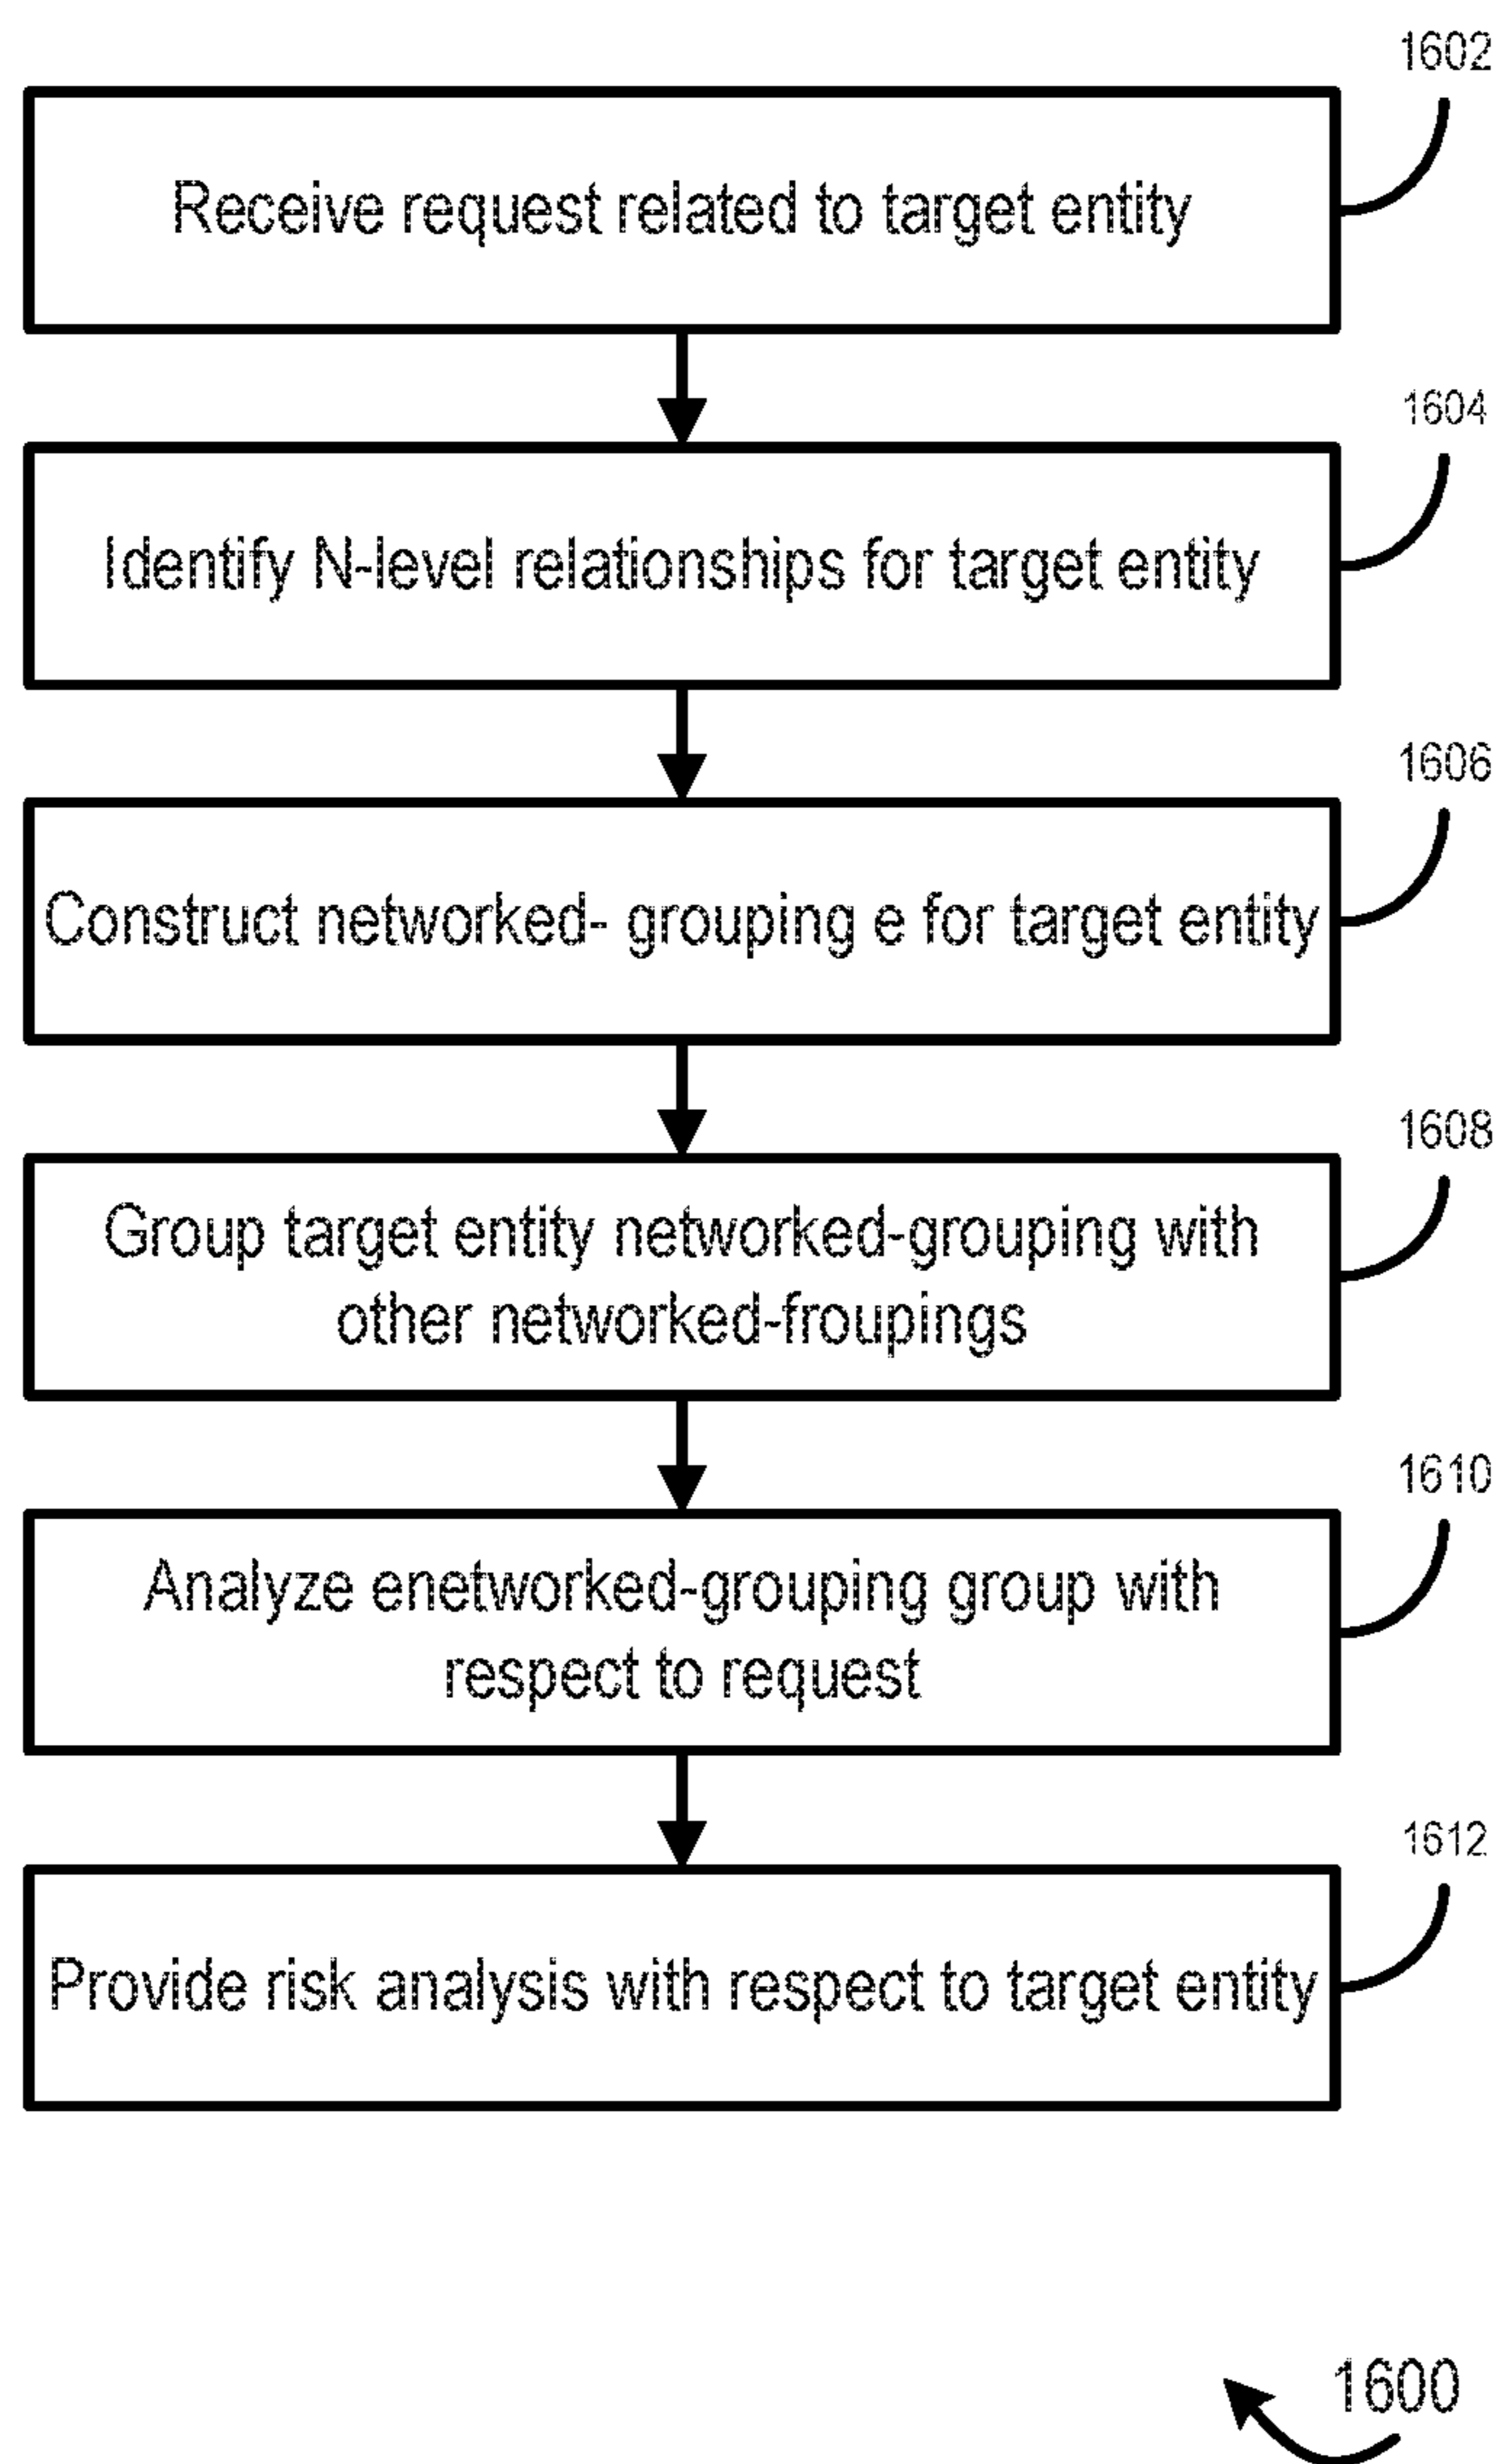 1602
Receive request related to target entity
1604
Identify N-level relationships for target entity
1606
Construct networked- grouping e for target entity
1608
Group target entity networked-grouping with
other networked-froupings
1610
Analyze enetworked-grouping group with
respect to request
1612
Provide risk analysis with respect to target entity
1600